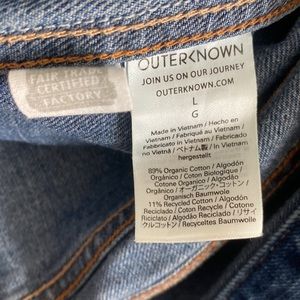 FAIR TRADE
CERTIFIED
FACTORY
OUTERKNOWN
JOIN US ON OUR JOURNEY
OUTERKNOWN.COM
L
G
Made in Vietnam / Hecho en
Vietnam / Fabriqué au Vietnam /
Fabbricato in Vietnam / Fabricado
no Vietnã / ベトナム製 / In Vietnam
hergestellt
89% Organic Cotton / Algodón
Orgánico / Coton Biologique /
Cotone Organico / Algodão
Orgânico / オーガニック・コットン /
Organischen Baumwolle
11% Recycled Cotton / Algodón
Reciclado / Coton Recyclé / Cotone
Riciclato / Algodão Reciclado / リサイ
クルコットン / Recyceltes Baumwolle